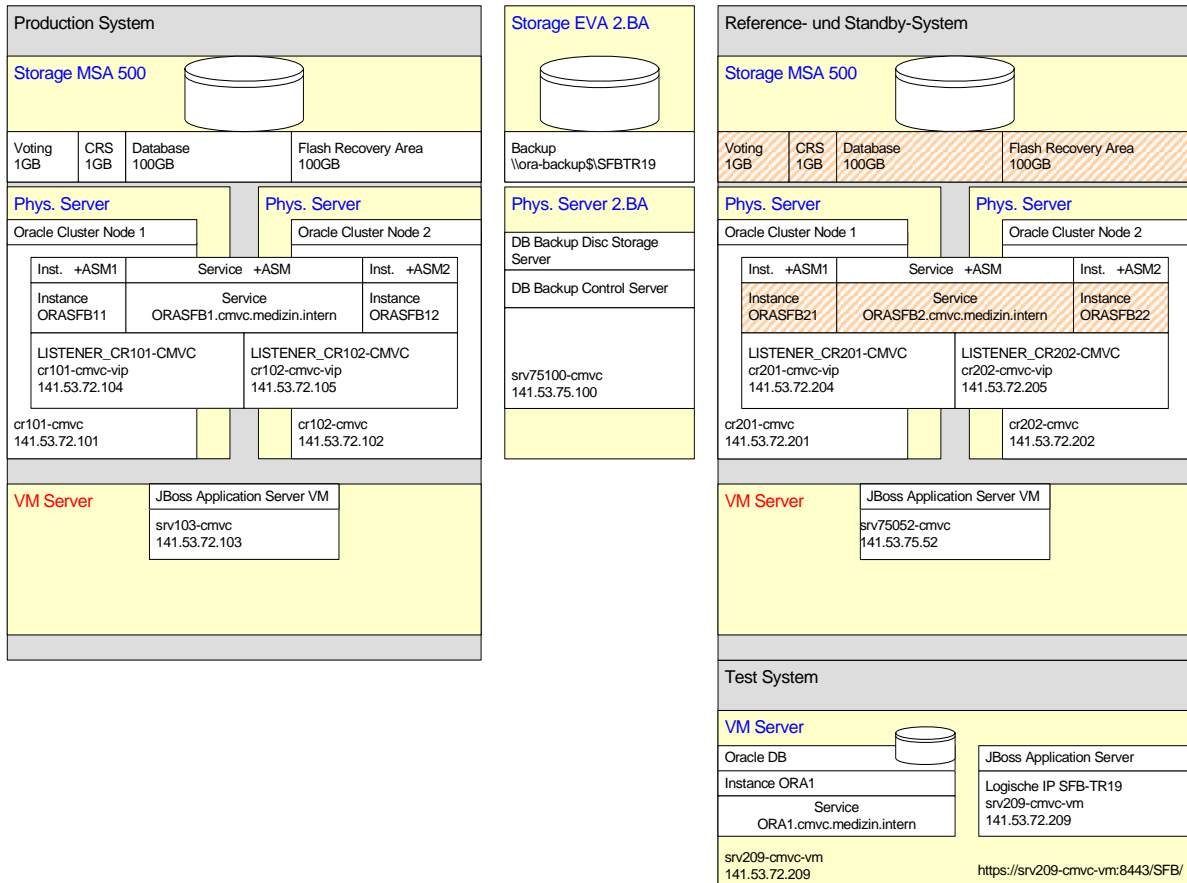 Production System
Storage MSA 500
Voting
1GB
CRS
1GB
Database
100GB
Flash Recovery Area
100GB
Phys. Server
Phys. Server
Oracle Cluster Node 1
Oracle Cluster Node 2
Inst. +ASM1
Service +ASM
Inst. +ASM2
Instance
ORASFB11
Service
ORASFB1.cmvc.medizin.intern
Instance
ORASFB12
LISTENER_CR101-CMVC
cr101-cmvc-vip
141.53.72.104
LISTENER_CR102-CMVC
cr102-cmvc-vip
141.53.72.105
cr101-cmvc
141.53.72.101
cr102-cmvc
141.53.72.102
VM Server
JBoss Application Server VM
srv103-cmvc
141.53.72.103
Storage EVA 2.BA
Backup
\\ora-backup$\SFBTR19
Phys. Server 2.BA
DB Backup Disc Storage
Server
DB Backup Control Server
srv75100-cmvc
141.53.75.100
Reference- und Standby-System
Storage MSA 500
Voting
1GB
CRS
1GB
Database
100GB
Flash Recovery Area
100GB
Phys. Server
Phys. Server
Oracle Cluster Node 1
Oracle Cluster Node 2
Inst. +ASM1
Service +ASM
Inst. +ASM2
Instance
ORASFB21
Service
ORASFB2.cmvc.medizin.intern
Instance
ORASFB22
LISTENER_CR201-CMVC
cr201-cmvc-vip
141.53.72.204
LISTENER_CR202-CMVC
cr202-cmvc-vip
141.53.72.205
cr201-cmvc
141.53.72.201
cr202-cmvc
141.53.72.202
VM Server
JBoss Application Server VM
srv75052-cmvc
141.53.75.52
Test System
VM Server
Oracle DB
Instance ORA1
Service
ORA1.cmvc.medizin.intern
srv209-cmvc-vm
141.53.72.209
JBoss Application Server
Logische IP SFB-TR19
srv209-cmvc-vm
141.53.72.209
https://srv209-cmvc-vm:8443/SFB/